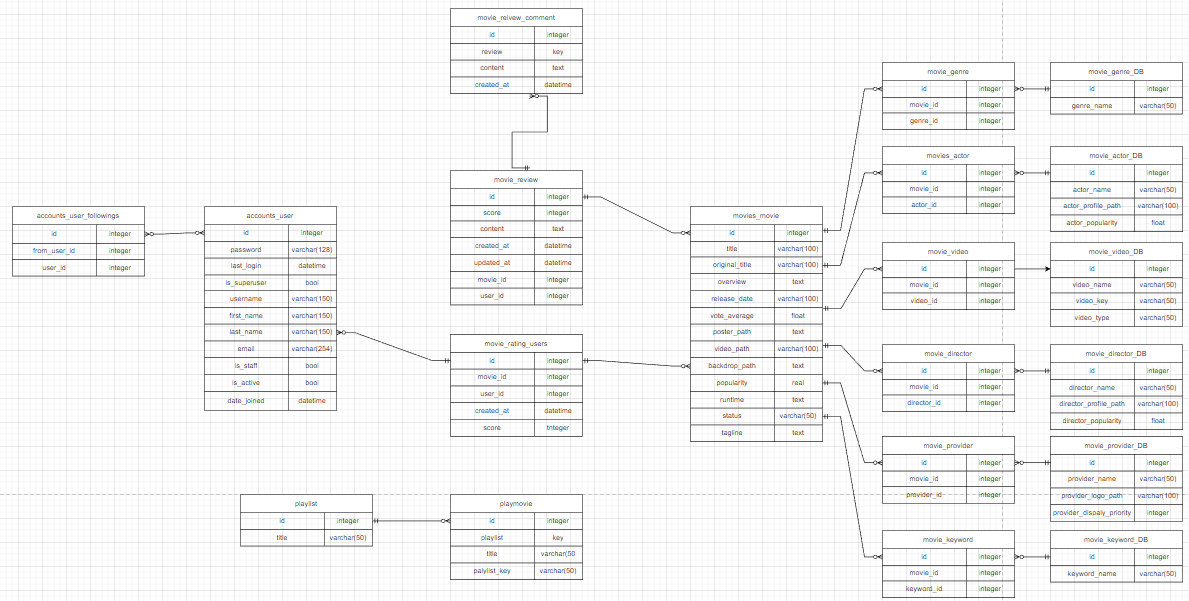 movie_reivew_comment
id integer
review key
content text
created_at datetime
movie_review
id integer
score integer
content text
created_at datetime
updated_at datetime
movie_id integer
user_id integer
accounts_user_followings
id integer
from_user_id integer
user_id integer
accounts_user
id integer
password varchar(128)
last_login datetime
is_superuser bool
username varchar(150)
first_name varchar(150)
last_name varchar(150)
email varchar(254)
is_staff bool
is_active bool
date_joined datetime
movie_rating_users
id integer
movie_id integer
user_id integer
created_at datetime
score Integer
playlist
id integer
title varchar(50)
playmovie
id integer
playlist key
title varchar(50
palylist_key varchar(50)
movies_movie
id integer
title varchar(100)
original_title varchar(100)
overview text
release_date varchar(100)
vote_average float
poster_path text
video_path varchar(100)
backdrop_path text
popularity real
runtime text
status varchar(50)
tagline text
movie_genre
id integer
movie_id integer
genre_id integer
movie_genre_DB
id integer
genre_name varchar(50)
movies_actor
id integer
movie_id integer
actor_id integer
movie_actor_DB
id integer
actor_name varchar(50)
actor_profile_path varchar(100)
actor_popularity float
movie_video
id integer
movie_id integer
video_id integer
movie_video_DB
id integer
video_name varchar(50)
video_key varchar(50)
video_type varchar(50)
movie_director
id integer
movie_id integer
director_id integer
movie_director_DB
id integer
director_name varchar(50)
director_profile_path varchar(100)
director_popularity float
movie_provider
id integer
movie_id integer
provider_id integer
movie_provider_DB
id integer
provider_name varchar(50)
provider_logo_path varchar(100)
provider_dispaly_priority integer
movie_keyword
id integer
movie_id integer
keyword_id integer
movie_keyword_DB
id integer
keyword_name varchar(50)